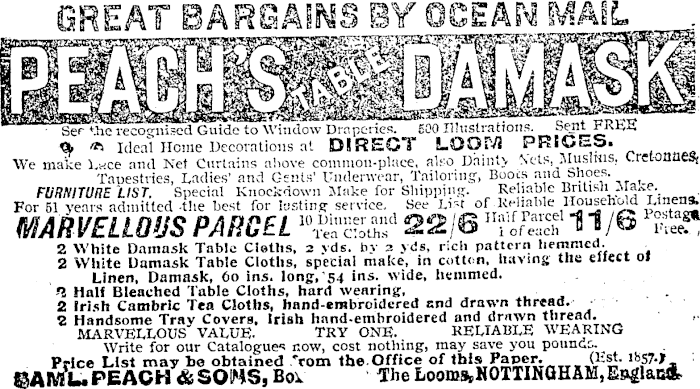 GREAT BARGAINS BY OCEAN MAIL
PEACH'S TABLE DAMASK
See the recognised Guide to Window Draperies. 500 Illustrations. Sent FREE
Ideal Home Decorations at DIRECT LOOM PRICES.
We make Lace and Net Curtains above common-place, also Dainty Nets, Muslins, Cretonnes,
Tapestries, Ladies' and Gents' Underwear, Tailoring, Boots and Shoes.
FURNITURE LIST, Special Knockdown Make for Shipping. Reliable British Make.
For 51 years admitted the best for lasting service. See List of Reliable Household Linens.
MARVELLOUS PARCEL 10 Dinner and Tea Cloths 22/6 Half Parcel 1 of each 11/6 Postage Free.
2 White Damask Table Cloths, 2 yds. by 2 yds, rich pattern hemmed.
2 White Damask Table Cloths, special make, in cotton, having the effect of
Linen, Damask, 60 ins. long, 54 ins. wide, hemmed.
2 Half Bleached Table Cloths, hard wearing,
2 Irish Cambric Tea Cloths, hand-embroidered and drawn thread.
2 Handsome Tray Covers, Irish hand-embroidered and drawn thread.
MARVELLOUS VALUE. TRY ONE. RELIABLE WEARING
Write for our Catalogues now, cost nothing, may save you pounds.
Price List may be obtained from the Office of this Paper. (Est. 1857.)
SAML. PEACH & SONS, Box The Looms, NOTTINGHAM, England.